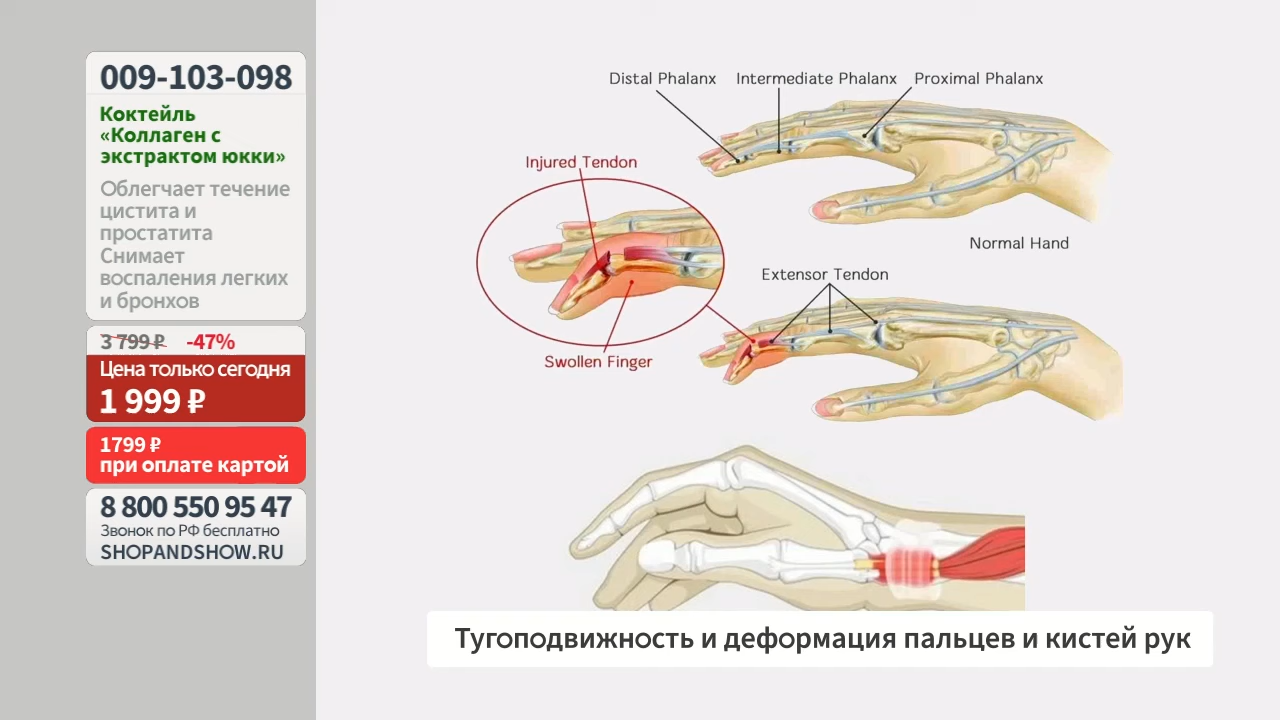 009-103-098
Коктейль
«Коллаген с
экстрактом юкки»
Облегчает течение
цистита и
простатита
Снимает
воспаления легких
и бронхов
3 799 ₽ -47%
Цена только сегодня
1 999 ₽
1799 ₽
при оплате картой
8 800 550 95 47
Звонок по РФ бесплатно
SHOPANDSHOW.RU
Distal Phalanx Intermediate Phalanx Proximal Phalanx
Injured Tendon
Normal Hand
Extensor Tendon
Swollen Finger
Тугоподвижность и деформация пальцев и кистей рук